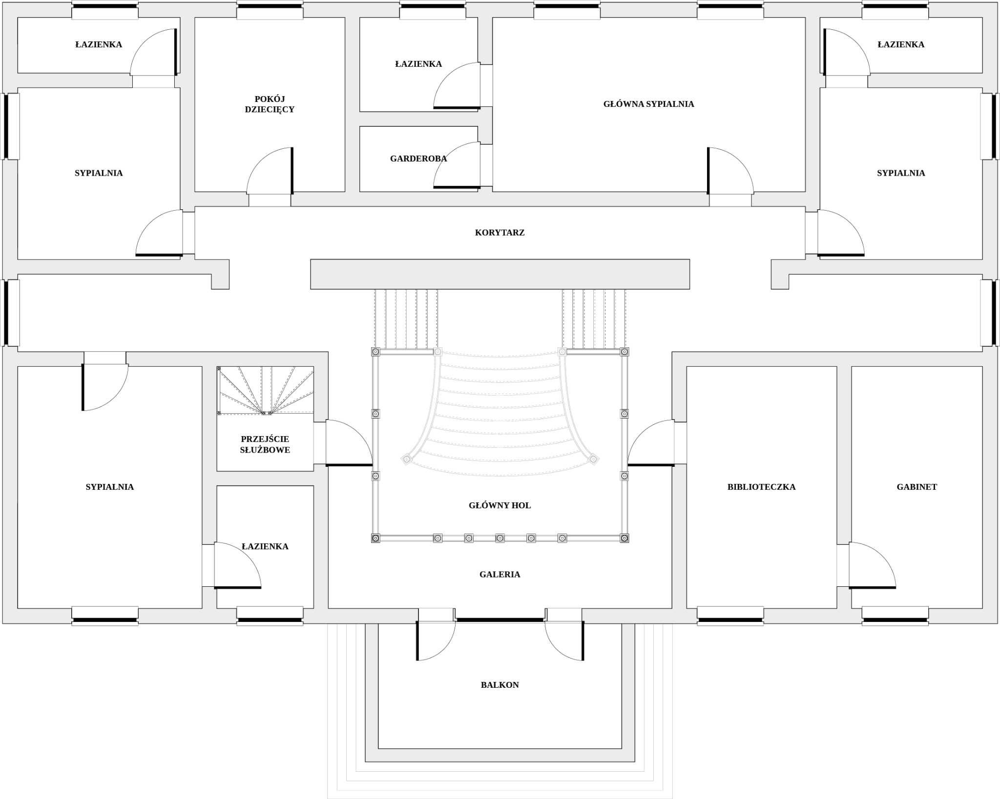 ŁAZIENKA
ŁAZIENKA
ŁAZIENKA
POKÓJ
DZIECIĘCY
GŁÓWNA SYPIALNIA
GARDEROBA
SYPIALNIA
SYPIALNIA
KORYTARZ
PRZEJŚCIE
SŁUŻBOWE
SYPIALNIA
BIBLIOTECZKA
GABINET
GŁÓWNY HOL
ŁAZIENKA
GALERIA
BALKON